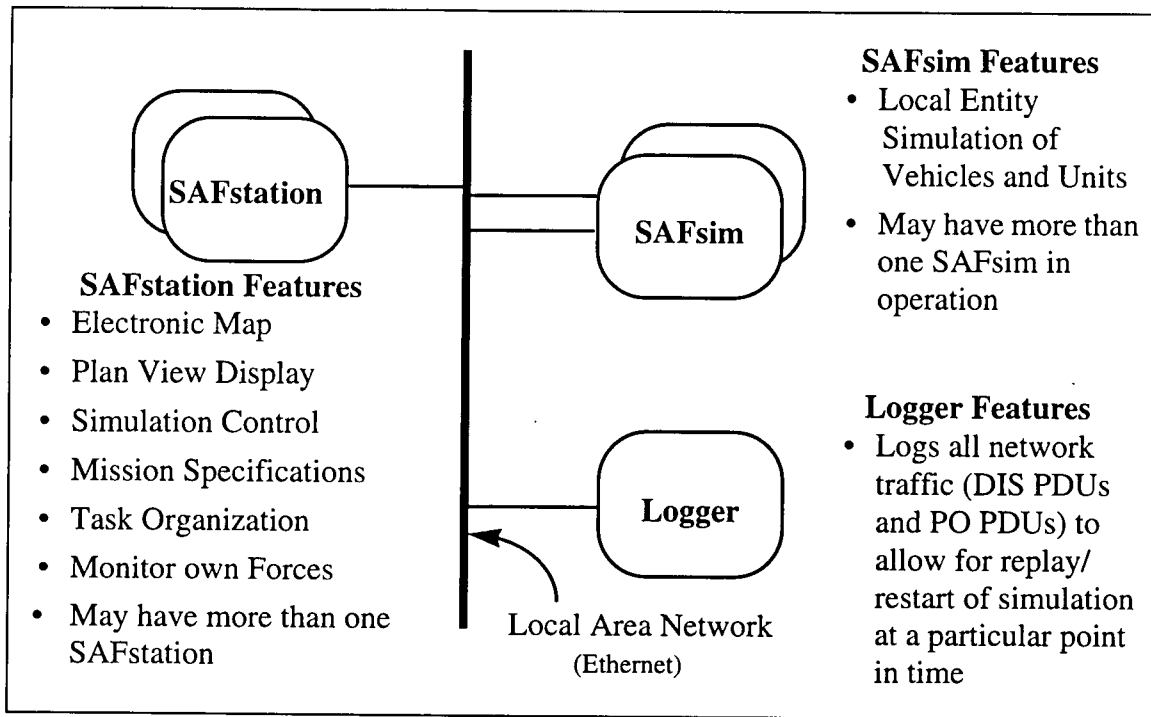 SAFstation
SAFstation Features
• Electronic Map
• Plan View Display
• Simulation Control
• Mission Specifications
• Task Organization
• Monitor own Forces
• May have more than one
SAFstation
SAFsim
SAFsim Features
• Local Entity
Simulation of
Vehicles and Units
• May have more than
one SAFsim in
operation
Logger
Local Area Network
(Ethernet)
Logger Features
• Logs all network
traffic (DIS PDUs
and PO PDUs) to
allow for replay/
restart of simulation
at a particular point
in time